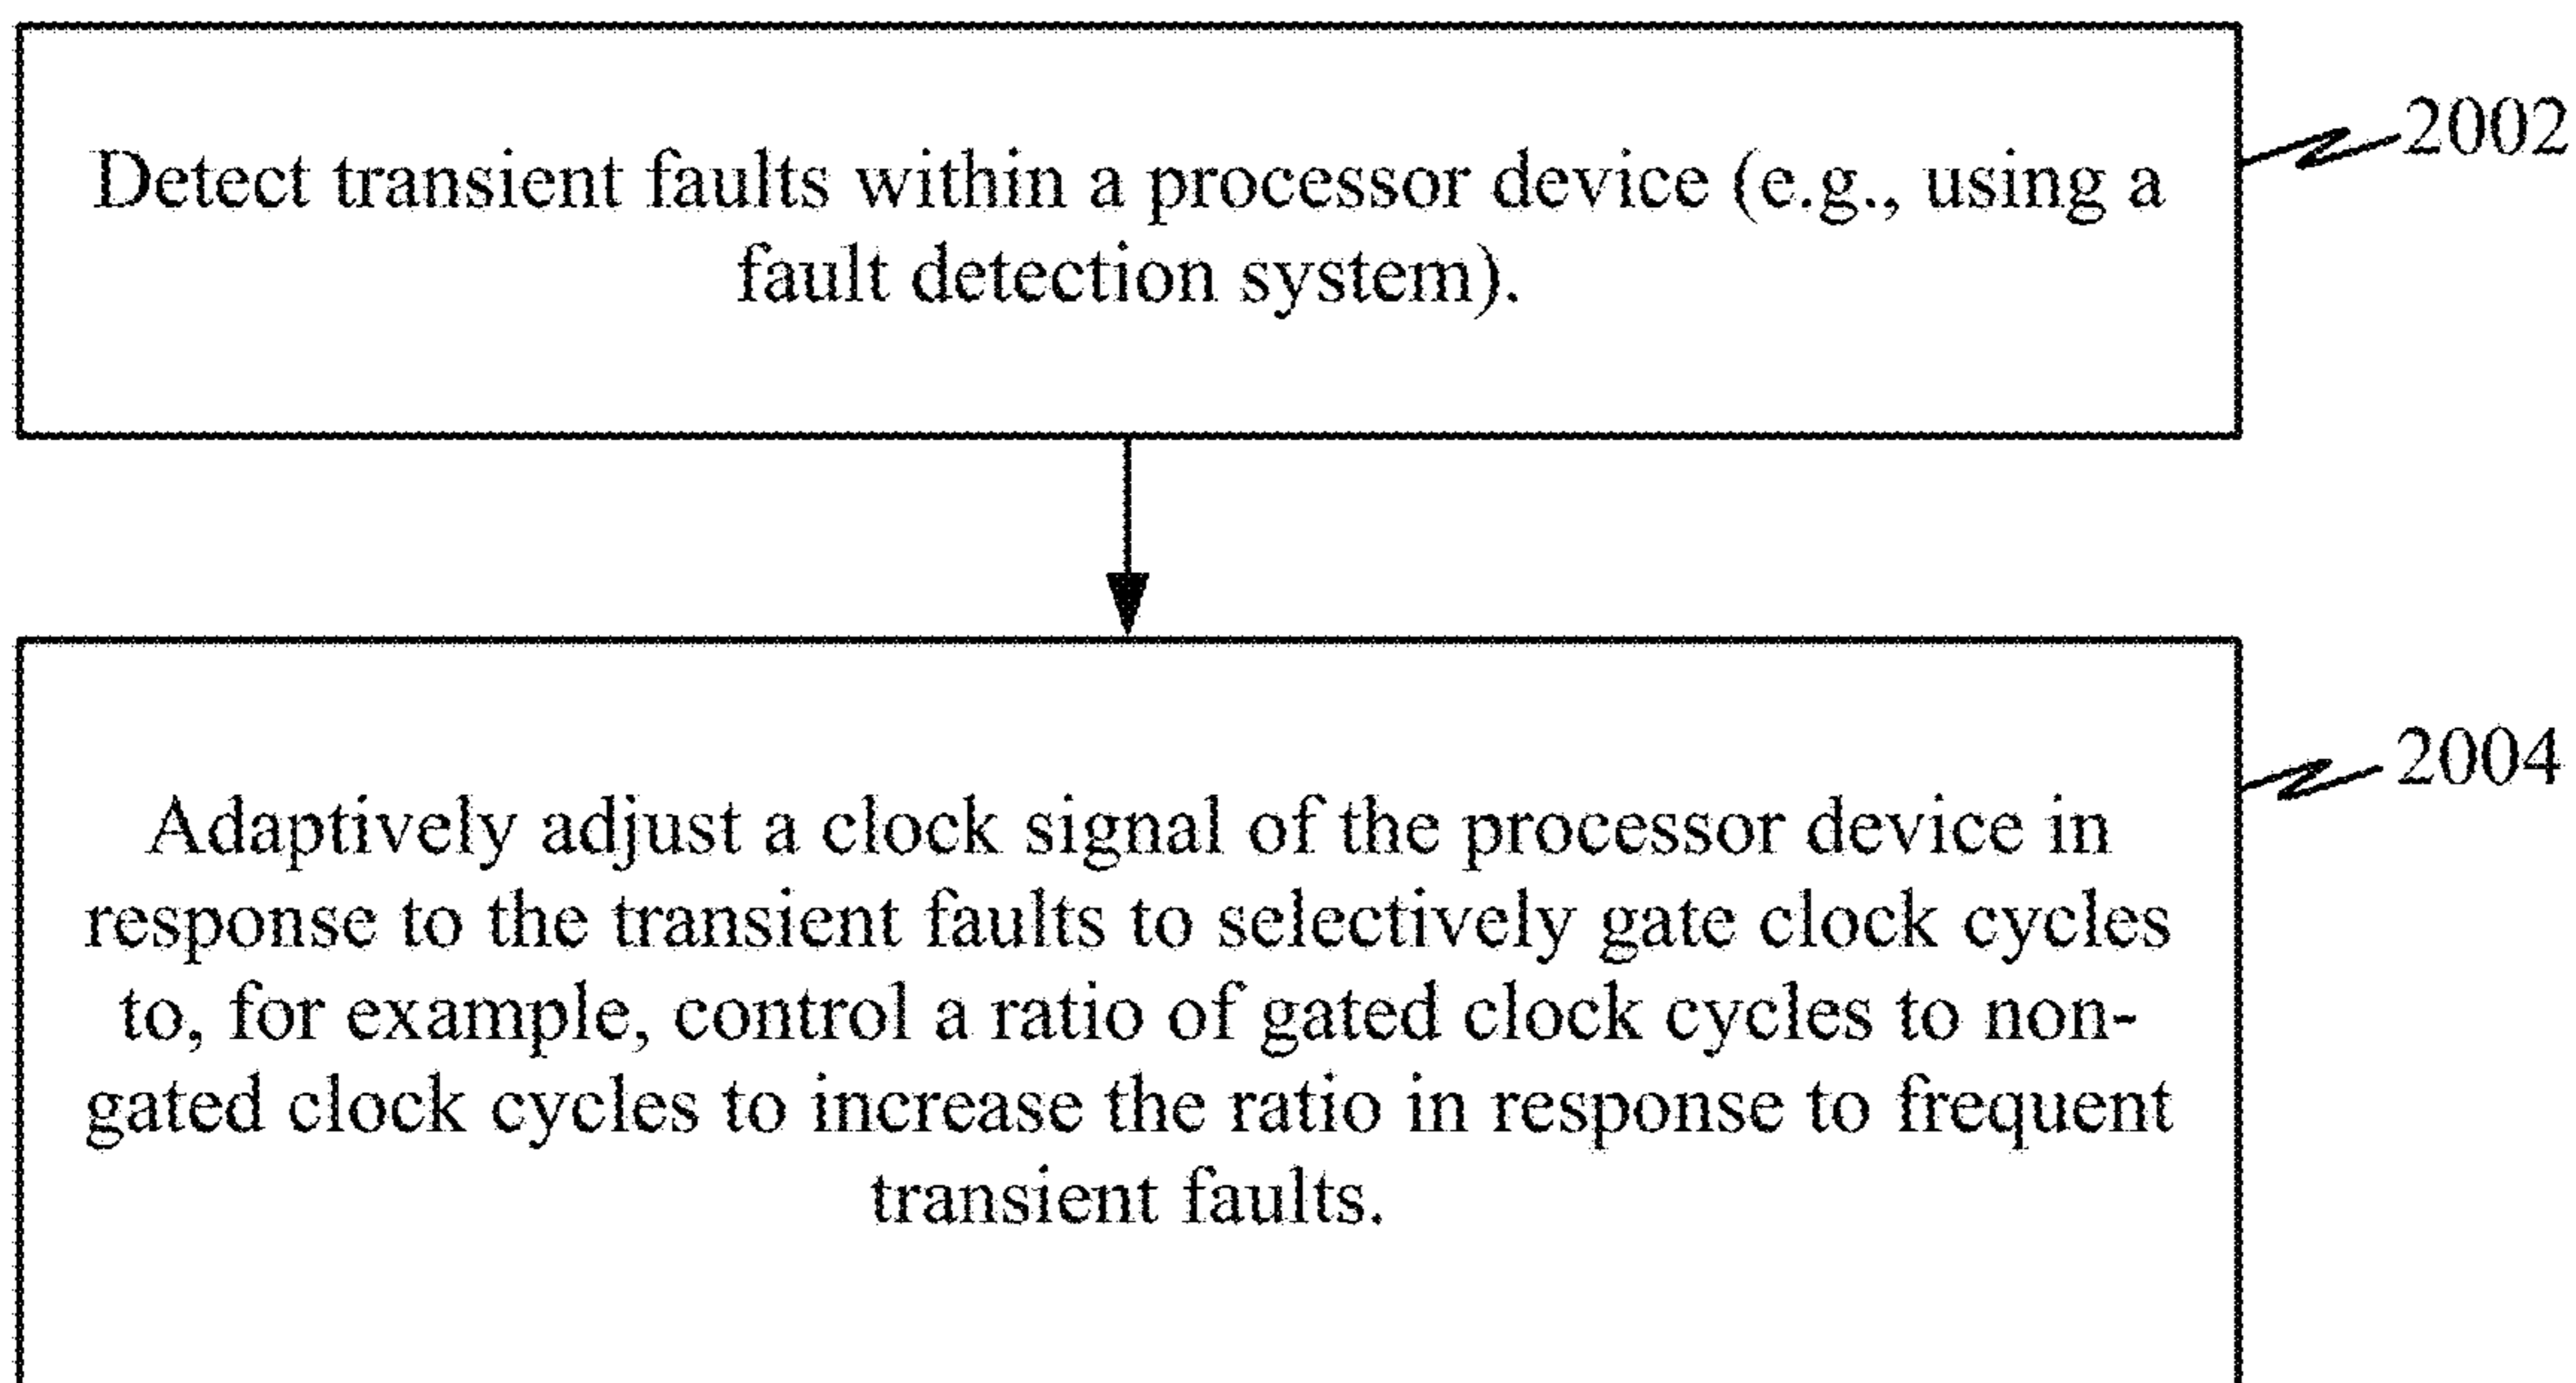 Detect transient faults within a processor device (e.g., using a
fault detection system).
2002
Adaptively adjust a clock signal of the processor device in
response to the transient faults to selectively gate clock cycles
to, for example, control a ratio of gated clock cycles to non-
gated clock cycles to increase the ratio in response to frequent
transient faults.
2004